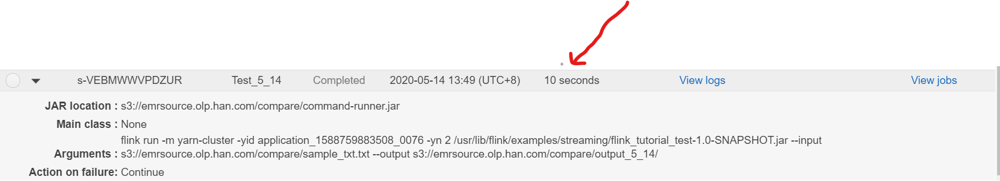 s-VEBMWWVPDZUR Test_5_14 Completed 2020-05-14 13:49 (UTC+8) 10 seconds View logs View jobs
JAR location : s3://emrsource.olp.han.com/compare/command-runner.jar
Main class : None
flink run -m yarn-cluster -yid application_1588759883508_0076 -yn 2 /usr/lib/flink/examples/streaming/flink_tutorial_test-1.0-SNAPSHOT.jar --input
Arguments : s3://emrsource.olp.han.com/compare/sample_txt.txt --output s3://emrsource.olp.han.com/compare/output_5_14/
Action on failure: Continue